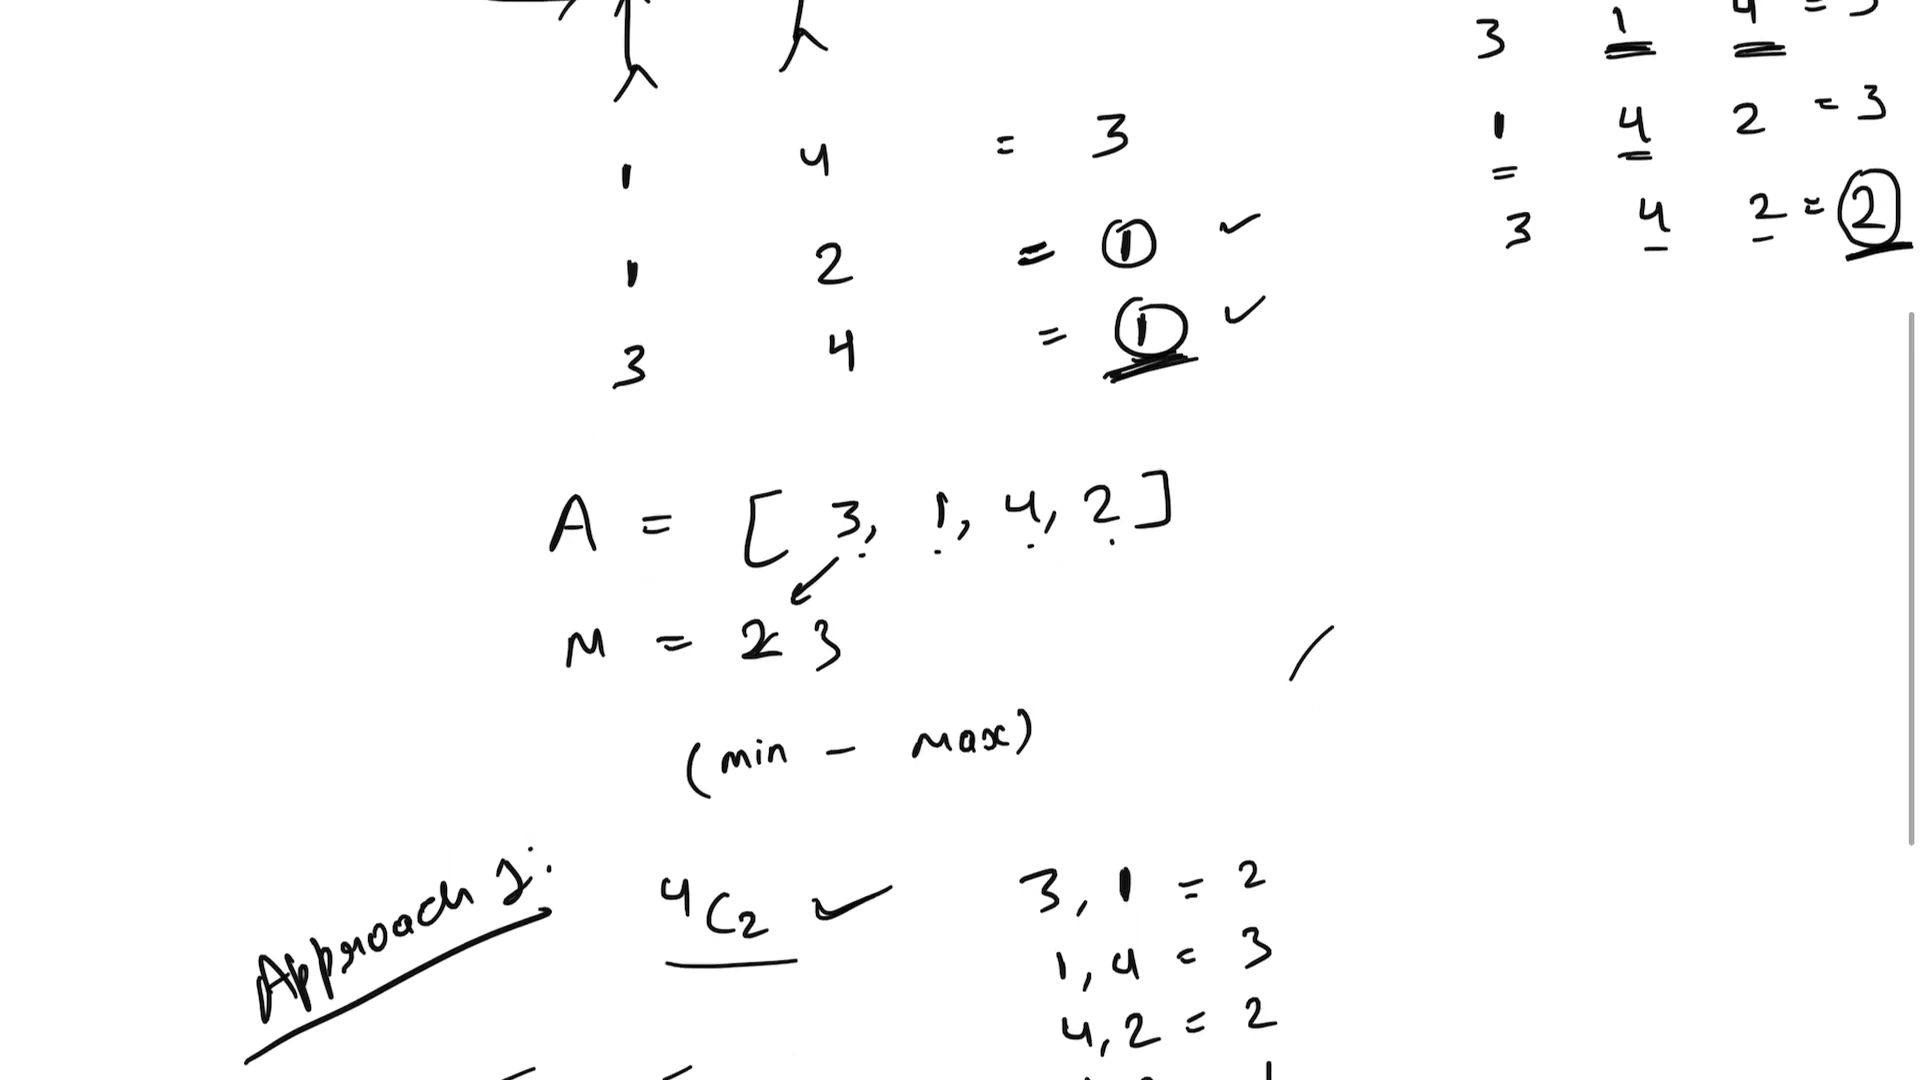 1 4 = 3
1 2 = 1 ✓
3 4 = 1 ✓
A = [ 3, 1, 4, 2 ]
M = 2 3
(min - max)
Approach 1:
4C2 ✓
3, 1 = 2
1, 4 = 3
4, 2 = 2
3 1 4 = 3
1 4 2 = 3
3 4 2 = 2